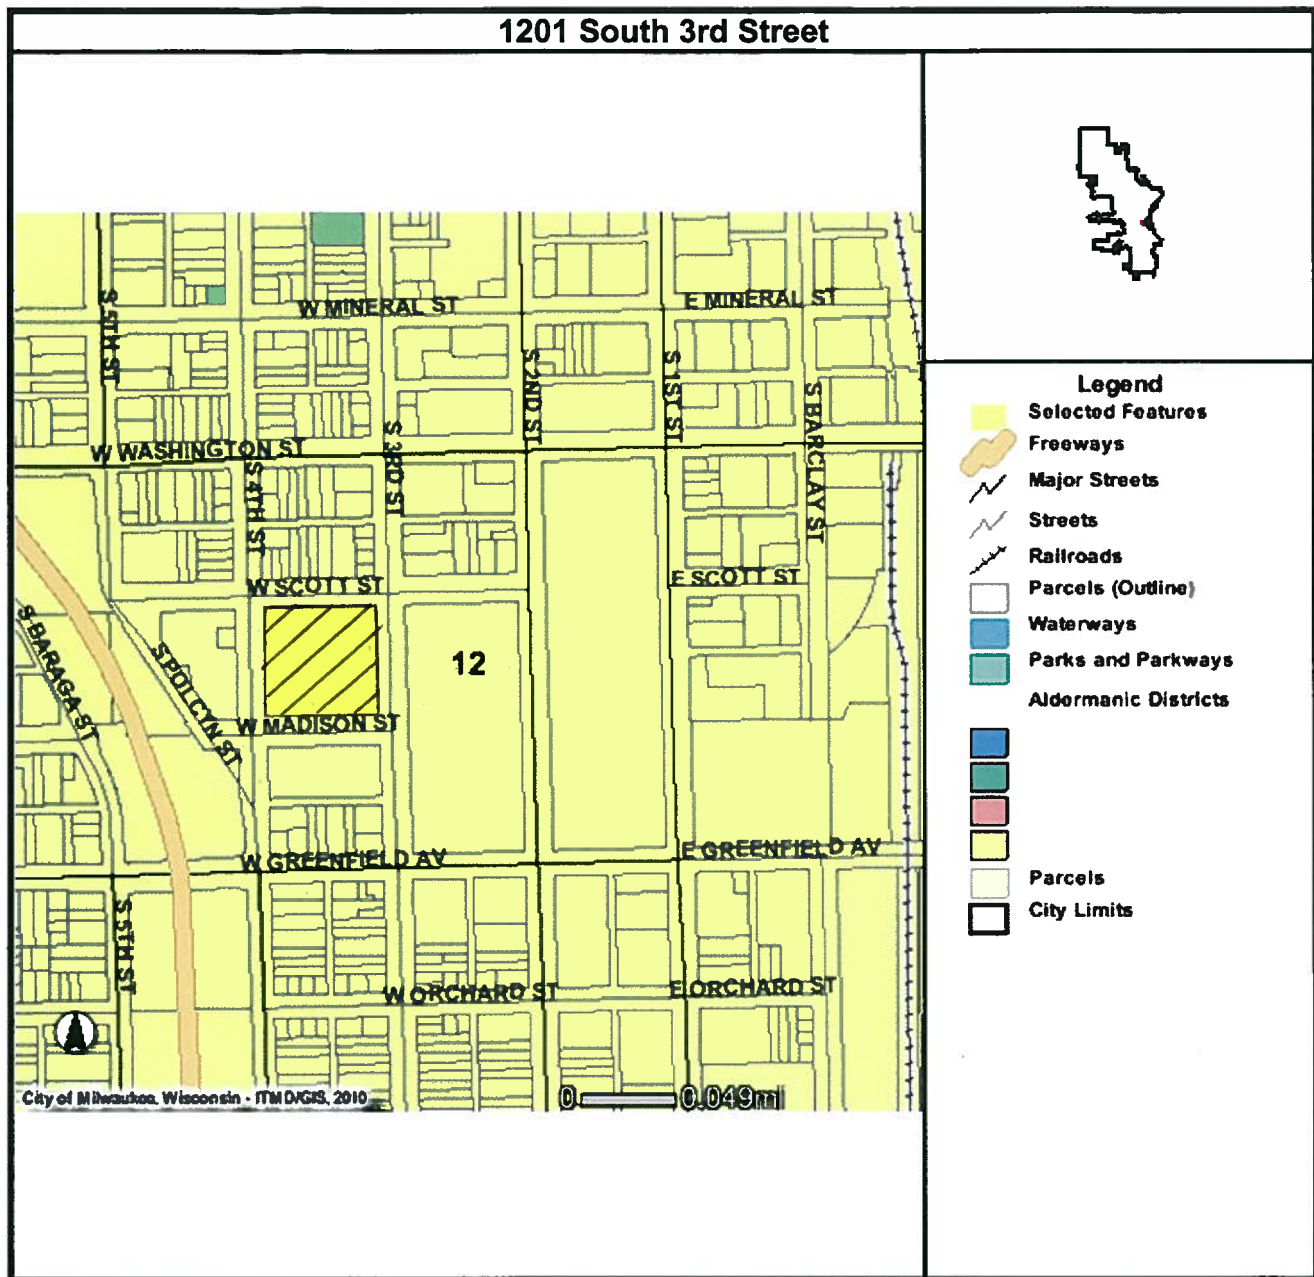 1201 South 3rd Street
W MINERAL ST
E MINERAL ST
S 5TH ST
S 2ND ST
S 1ST ST
S BARCLAY ST
W WASHINGTON ST
S 3RD ST
S 4TH ST
W SCOTT ST
E SCOTT ST
S BARAGA ST
S POLCYN ST
12
W MADISON ST
W GREENFIELD AV
E GREENFIELD AV
S 5TH ST
W ORCHARD ST
E ORCHARD ST
City of Milwaukee, Wisconsin - ITMD/GIS, 2010
0 0.049mi
Legend
Selected Features
Freeways
Major Streets
Streets
Railroads
Parcels (Outline)
Waterways
Parks and Parkways
Aldormanic Districts
Parcels
City Limits